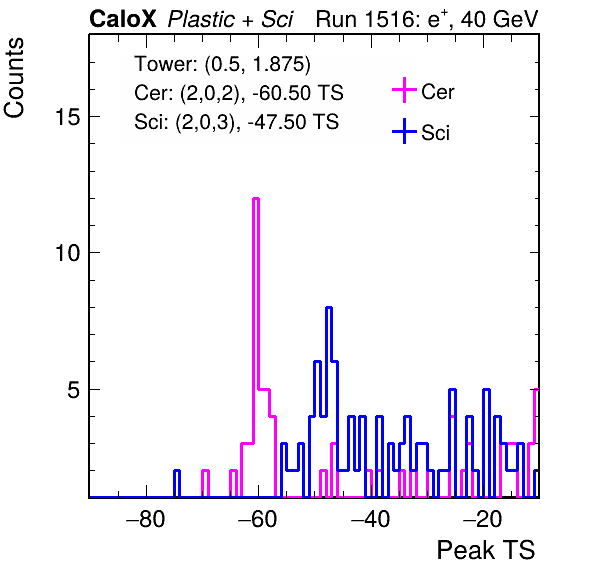 CaloX Plastic + Sci Run 1516: e+, 40 GeV
Counts
Tower: (0.5, 1.875)
Cer: (2,0,2), -60.50 TS
Sci: (2,0,3), -47.50 TS
Cer
Sci
15
10
5
−80 −60 −40 −20
Peak TS